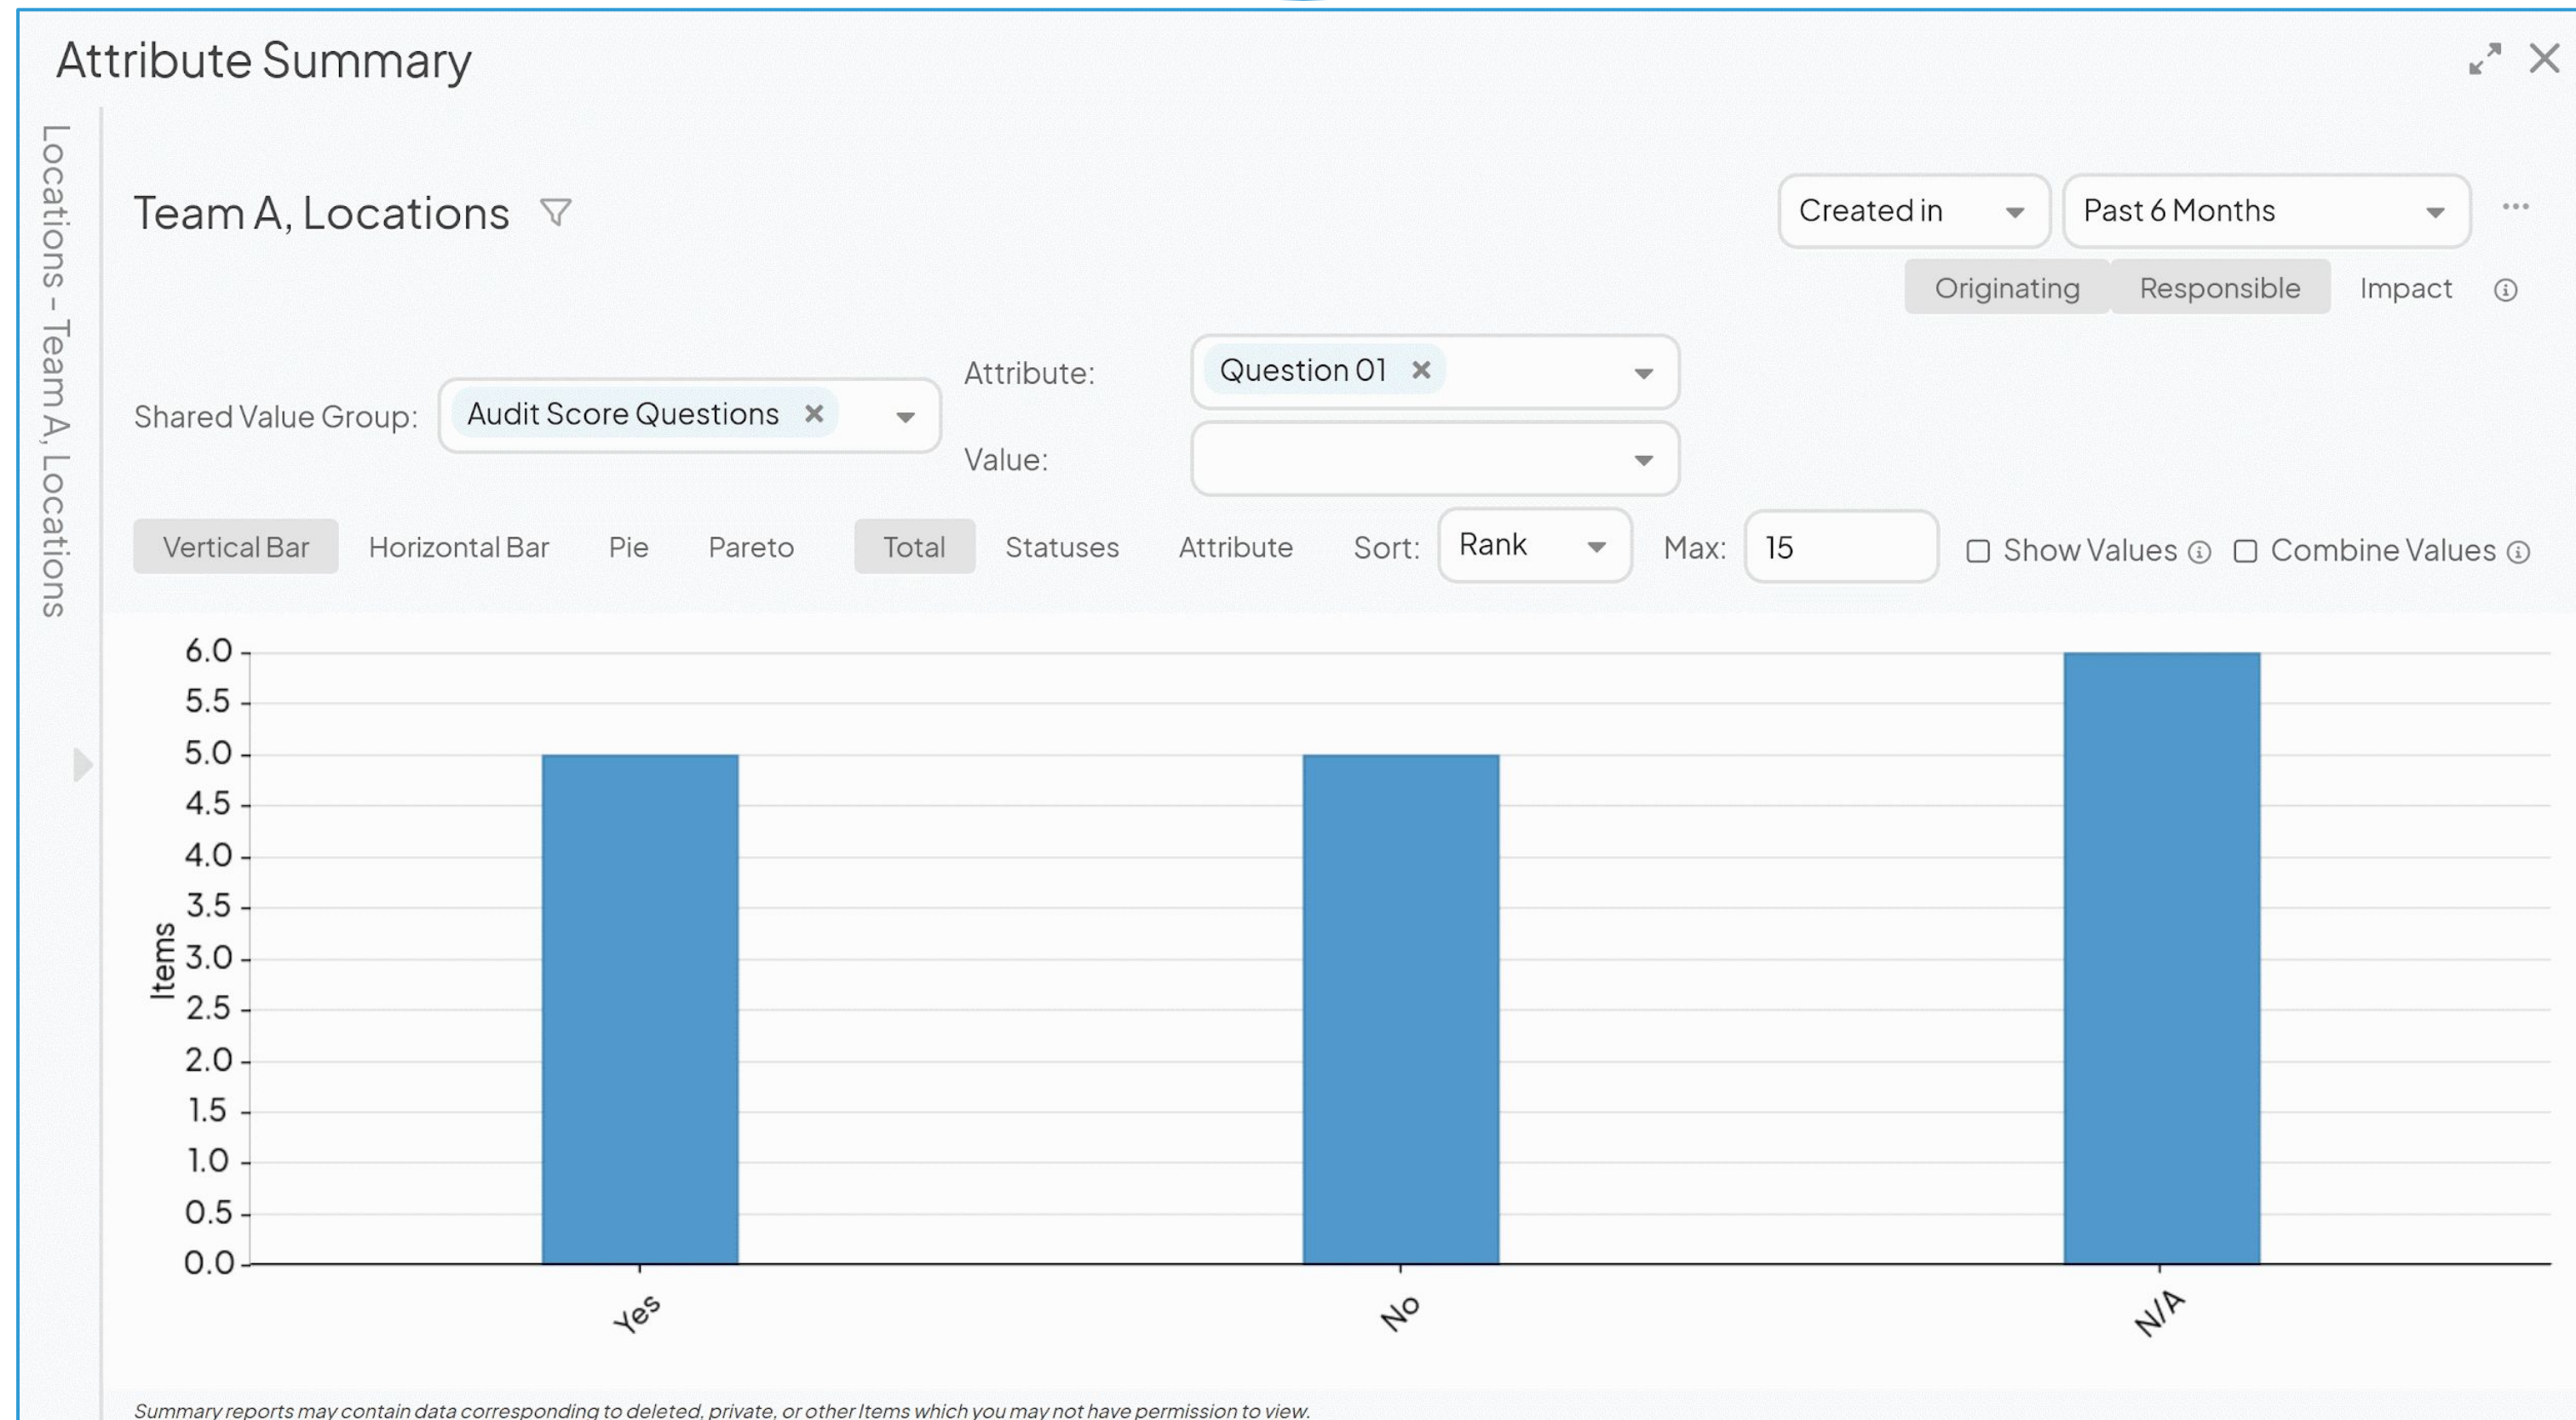 Attribute Summary
Locations - Team A, Locations
Team A, Locations
Created in
Past 6 Months
Originating Responsible Impact
Shared Value Group: Audit Score Questions
Attribute: Question 01
Value:
Vertical Bar Horizontal Bar Pie Pareto Total Statuses Attribute Sort: Rank Max: 15 Show Values Combine Values
6.0
5.5
5.0
4.5
4.0
3.5
3.0
2.5
2.0
1.5
1.0
0.5
0.0
Items
Yes
No
N/A
Summary reports may contain data corresponding to deleted, private, or other Items which you may not have permission to view.